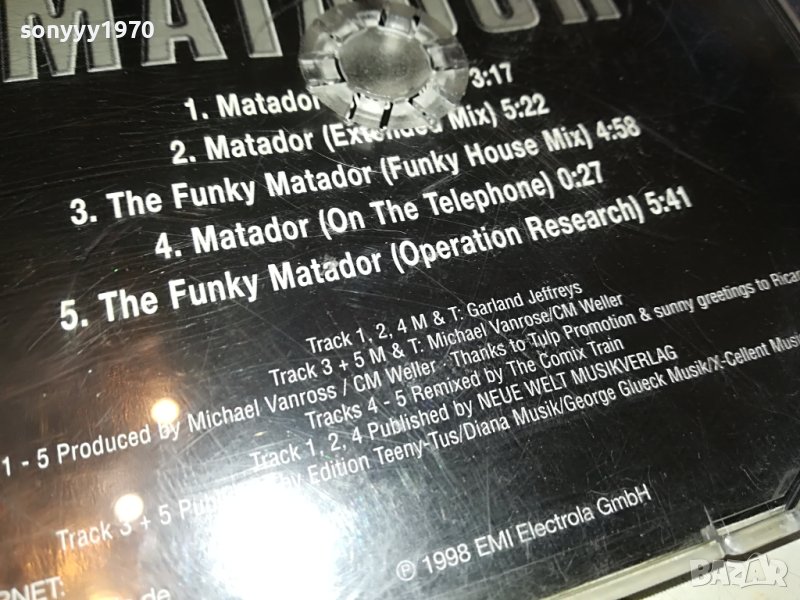 sonyyy1970
MATADOR
1. Matador 3:17
2. Matador (Extended Mix) 5:22
3. The Funky Matador (Funky House Mix) 4:58
4. Matador (On The Telephone) 0:27
5. The Funky Matador (Operation Research) 5:41
Track 1, 2, 4 M & T: Garland Jeffreys
Track 3 + 5 M & T: Michael Vanrose/CM Weller
1 - 5 Produced by Michael Vanross / CM Weller · Thanks to Tulp Promotion & sunny greetings to
Tracks 4 - 5 Remixed by The Comix Train
Track 1, 2, 4 Published by NEUE WELT MUSIKVERLAG
Track 3 + 5 by Edition Teeny-Tus/Diana Musik/George Glueck Musik/X-Cellent
℗ 1998 EMI Electrola GmbH
BAZAR